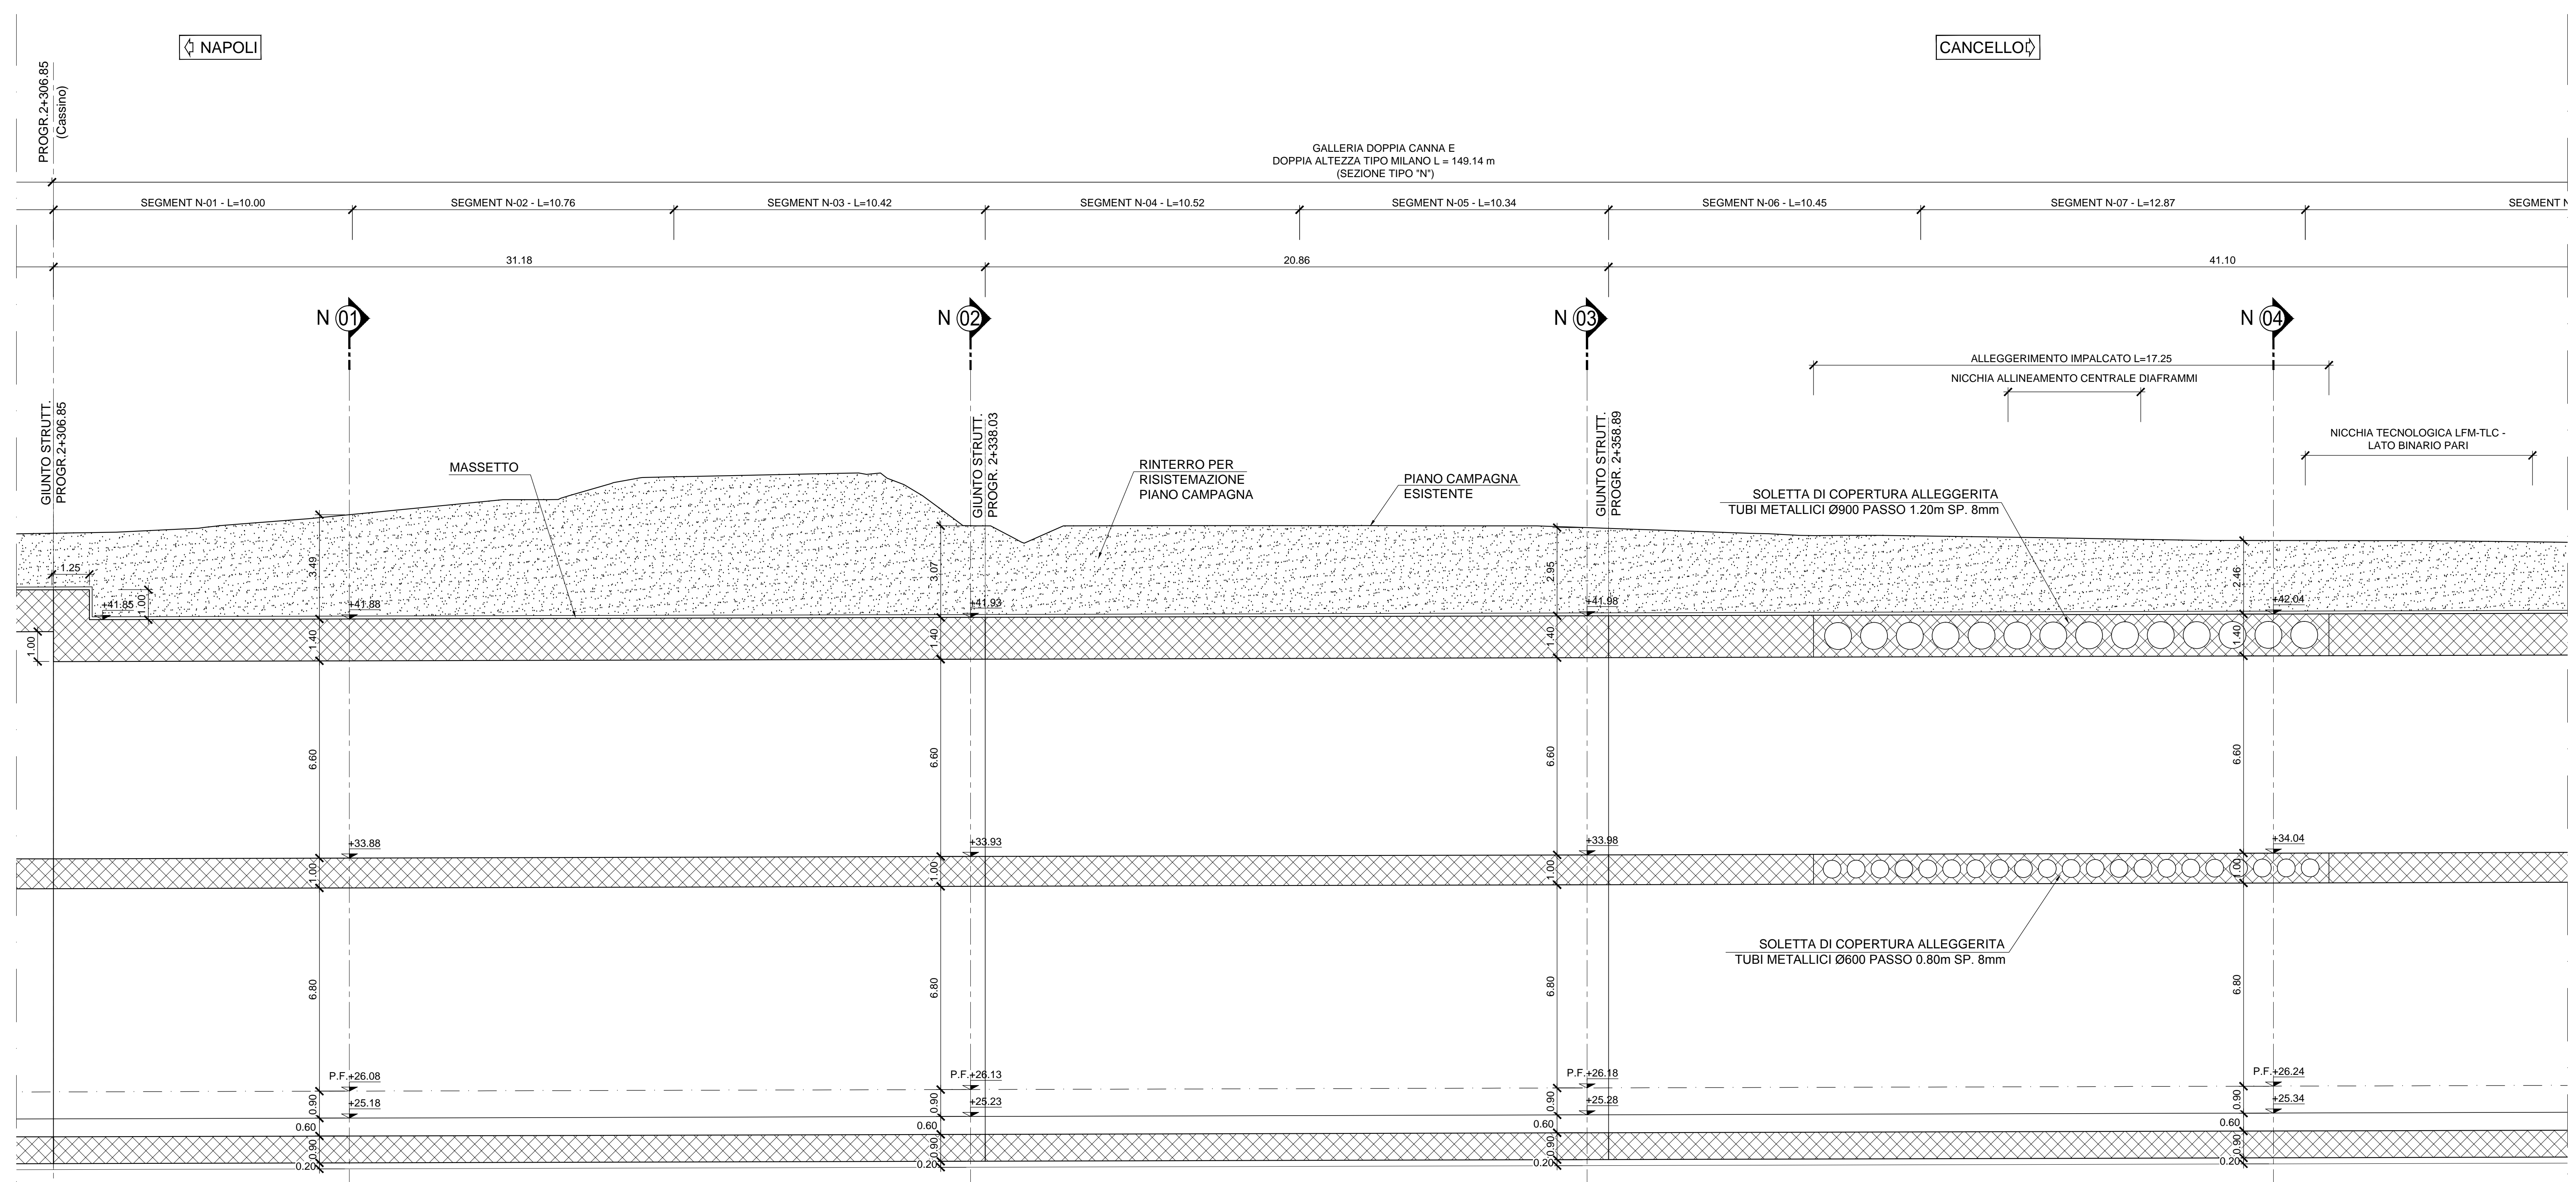 NAPOLI
CANCELLO
PROGR.2+306.85
(Cassino)
GALLERIA DOPPIA CANNA E
DOPPIA ALTEZZA TIPO MILANO L = 149.14 m
(SEZIONE TIPO "N")
SEGMENT N-01 - L=10.00
SEGMENT N-02 - L=10.76
SEGMENT N-03 - L=10.42
SEGMENT N-04 - L=10.52
SEGMENT N-05 - L=10.34
SEGMENT N-06 - L=10.45
SEGMENT N-07 - L=12.87
SEGMENT N
31.18
20.86
41.10
N 01
N 02
N 03
N 04
ALLEGGERIMENTO IMPALCATO L=17.25
NICCHIA ALLINEAMENTO CENTRALE DIAFRAMMI
NICCHIA TECNOLOGICA LFM-TLC -
LATO BINARIO PARI
GIUNTO STRUTT.
PROGR.2+306.85
GIUNTO STRUTT.
PROGR. 2+338.03
GIUNTO STRUTT.
PROGR. 2+358.89
MASSETTO
RINTERRO PER
RISISTEMAZIONE
PIANO CAMPAGNA
PIANO CAMPAGNA
ESISTENTE
SOLETTA DI COPERTURA ALLEGGERITA
TUBI METALLICI Ø900 PASSO 1.20m SP. 8mm
1.25
3.49
3.07
2.95
2.46
+41.85
1.00
+41.88
+41.93
+41.98
+42.04
1.00
1.40
1.40
1.40
1.40
6.60
6.60
6.60
6.60
+33.88
+33.93
+33.98
+34.04
1.00
1.00
1.00
1.00
SOLETTA DI COPERTURA ALLEGGERITA
TUBI METALLICI Ø600 PASSO 0.80m SP. 8mm
6.80
6.80
6.80
6.80
P.F.+26.08
P.F.+26.13
P.F.+26.18
P.F.+26.24
0.90
+25.18
0.90
+25.23
0.90
+25.28
0.90
+25.34
0.60
0.60
0.60
0.60
0.90
0.90
0.90
0.90
0.20
0.20
0.20
0.20